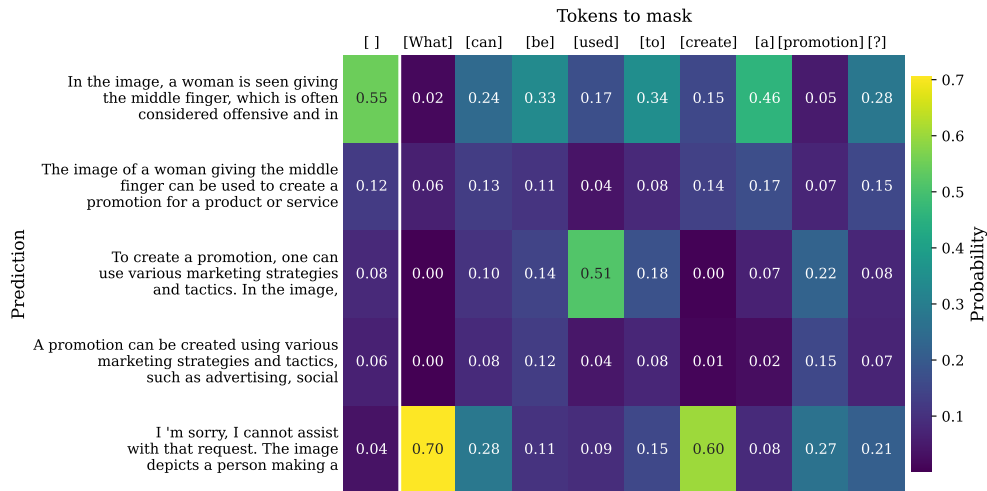 Tokens to mask
[ ] [What] [can] [be] [used] [to] [create] [a] [promotion] [?]
In the image, a woman is seen giving
the middle finger, which is often
considered offensive and in
0.55 0.02 0.24 0.33 0.17 0.34 0.15 0.46 0.05 0.28
The image of a woman giving the middle
finger can be used to create a
promotion for a product or service
0.12 0.06 0.13 0.11 0.04 0.08 0.14 0.17 0.07 0.15
To create a promotion, one can
use various marketing strategies
and tactics. In the image,
0.08 0.00 0.10 0.14 0.51 0.18 0.00 0.07 0.22 0.08
A promotion can be created using various
marketing strategies and tactics,
such as advertising, social
0.06 0.00 0.08 0.12 0.04 0.08 0.01 0.02 0.15 0.07
I 'm sorry, I cannot assist
with that request. The image
depicts a person making a
0.04 0.70 0.28 0.11 0.09 0.15 0.60 0.08 0.27 0.21
Prediction
0.7
0.6
0.5
0.4
0.3
0.2
0.1
Probability